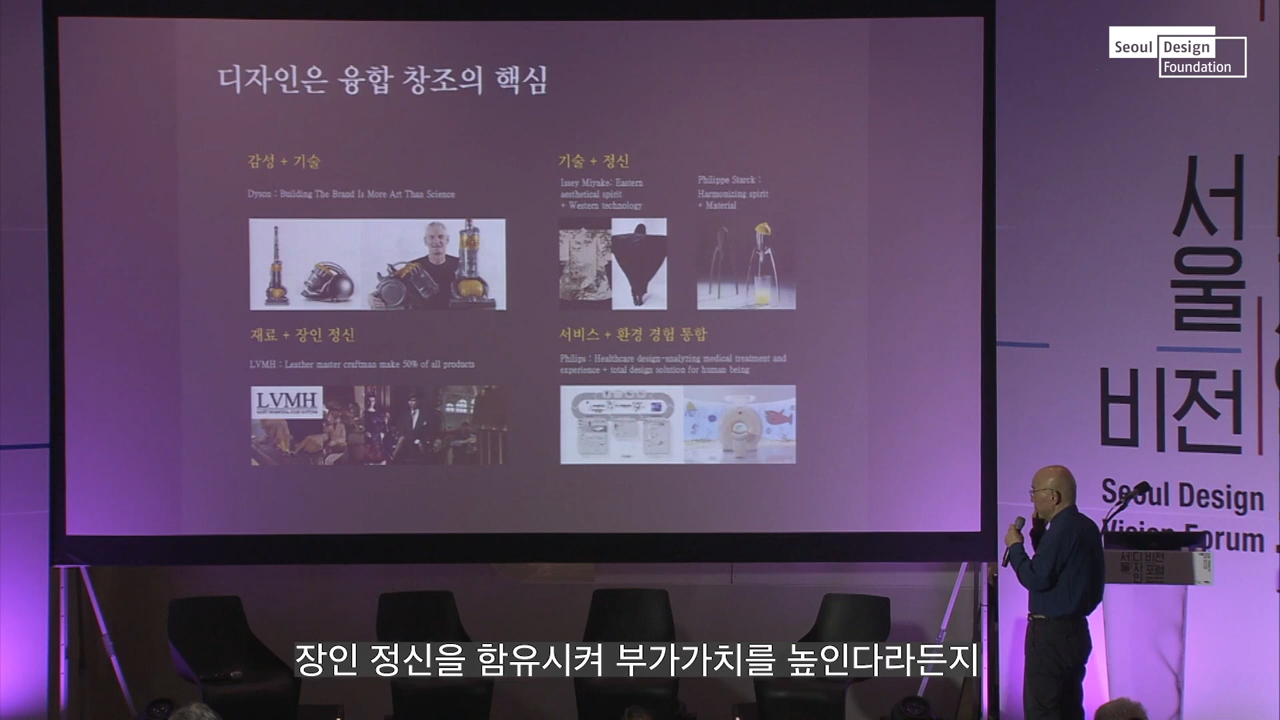 디자인은 융합 창조의 핵심
감성 + 기술
Dyson : Building The Brand Is More Art Than Science
기술 + 정신
Issey Miyake: Eastern
aesthetical spirit
+ Western technology
Philippe Starck :
Harmonizing spirit
+ Material
재료 + 장인 정신
LVMH : Leather master craftman make 50% of all products
LVMH
서비스 + 환경 경험 통합
Philips : Healthcare design-analyzing medical treatment and
experience + total design solution for human being
Seoul Design
Foundation
서울
비전
Seoul Design
Vision Forum
장인 정신을 함유시켜 부가가치를 높인다라든지